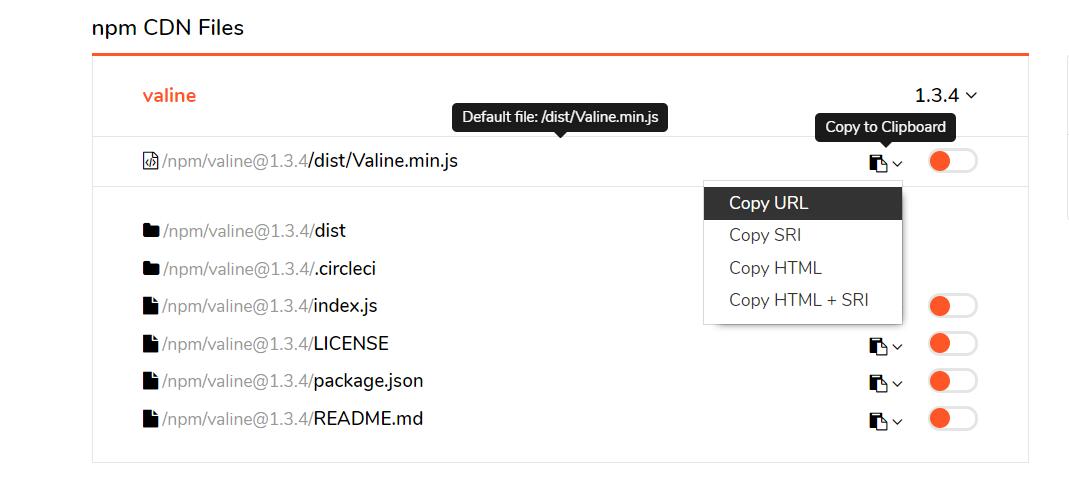 npm CDN Files
valine
1.3.4
Default file: /dist/Valine.min.js
Copy to Clipboard
/npm/valine@1.3.4/dist/Valine.min.js
Copy URL
Copy SRI
Copy HTML
Copy HTML + SRI
/npm/valine@1.3.4/dist
/npm/valine@1.3.4/.circleci
/npm/valine@1.3.4/index.js
/npm/valine@1.3.4/LICENSE
/npm/valine@1.3.4/package.json
/npm/valine@1.3.4/README.md